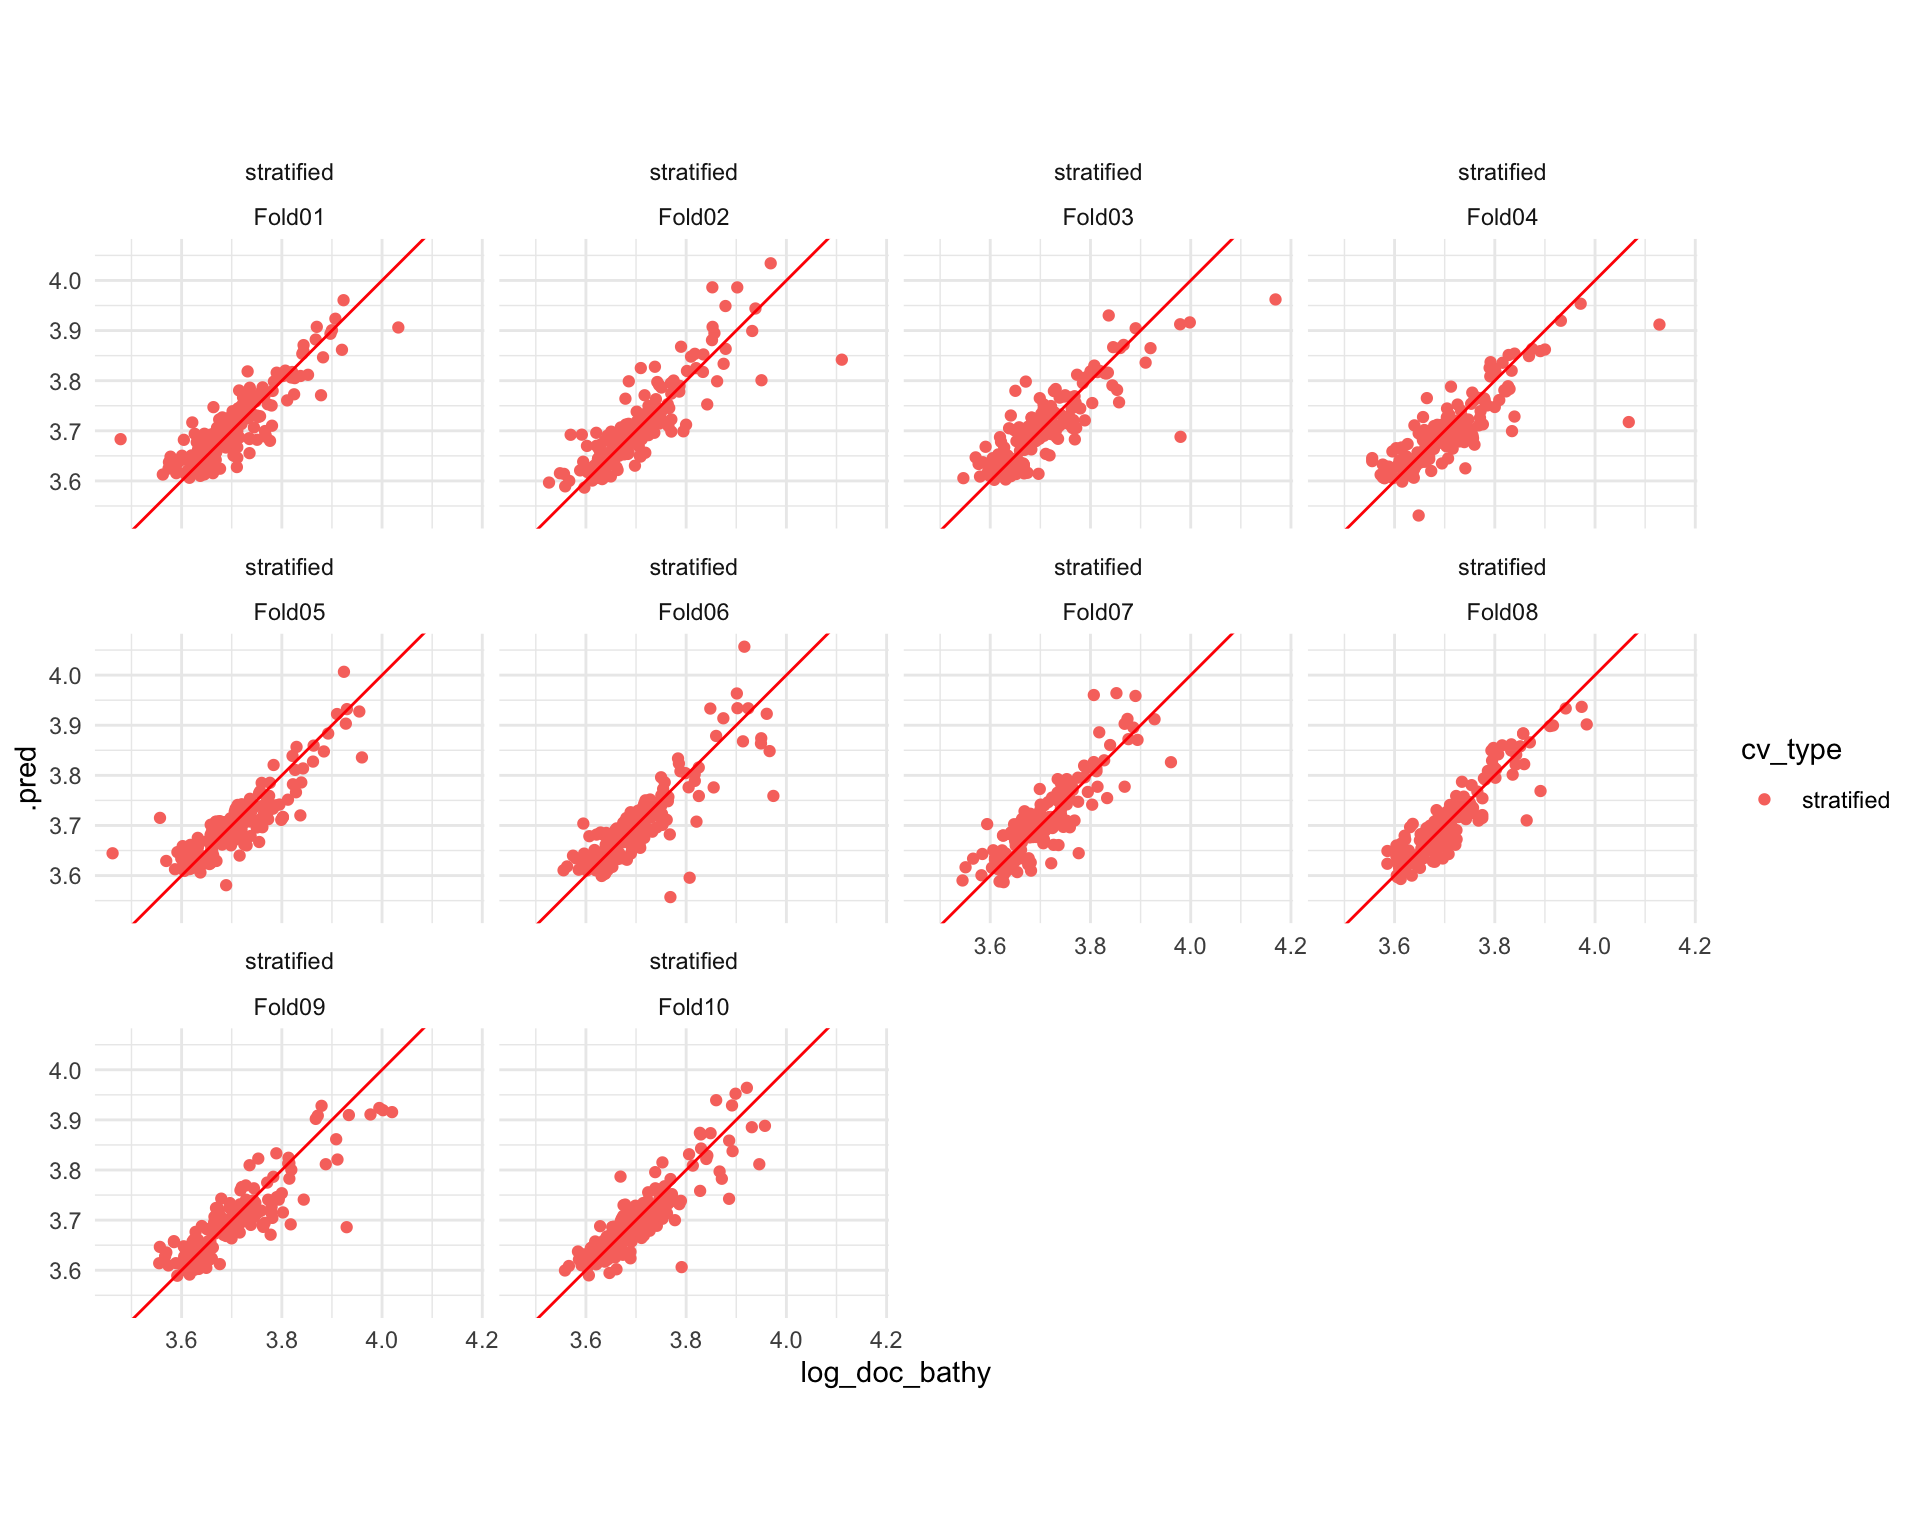 stratified stratified stratified stratified
Fold01 Fold02 Fold03 Fold04
4.0
3.9
3.8
3.7
3.6
stratified stratified stratified stratified
Fold05 Fold06 Fold07 Fold08
4.0
3.9
3.8
3.7
3.6
3.6 3.8 4.0 4.2 3.6 3.8 4.0 4.2
stratified stratified
Fold09 Fold10
4.0
3.9
3.8
3.7
3.6
3.6 3.8 4.0 4.2 3.6 3.8 4.0 4.2
log_doc_bathy
.pred
cv_type
stratified